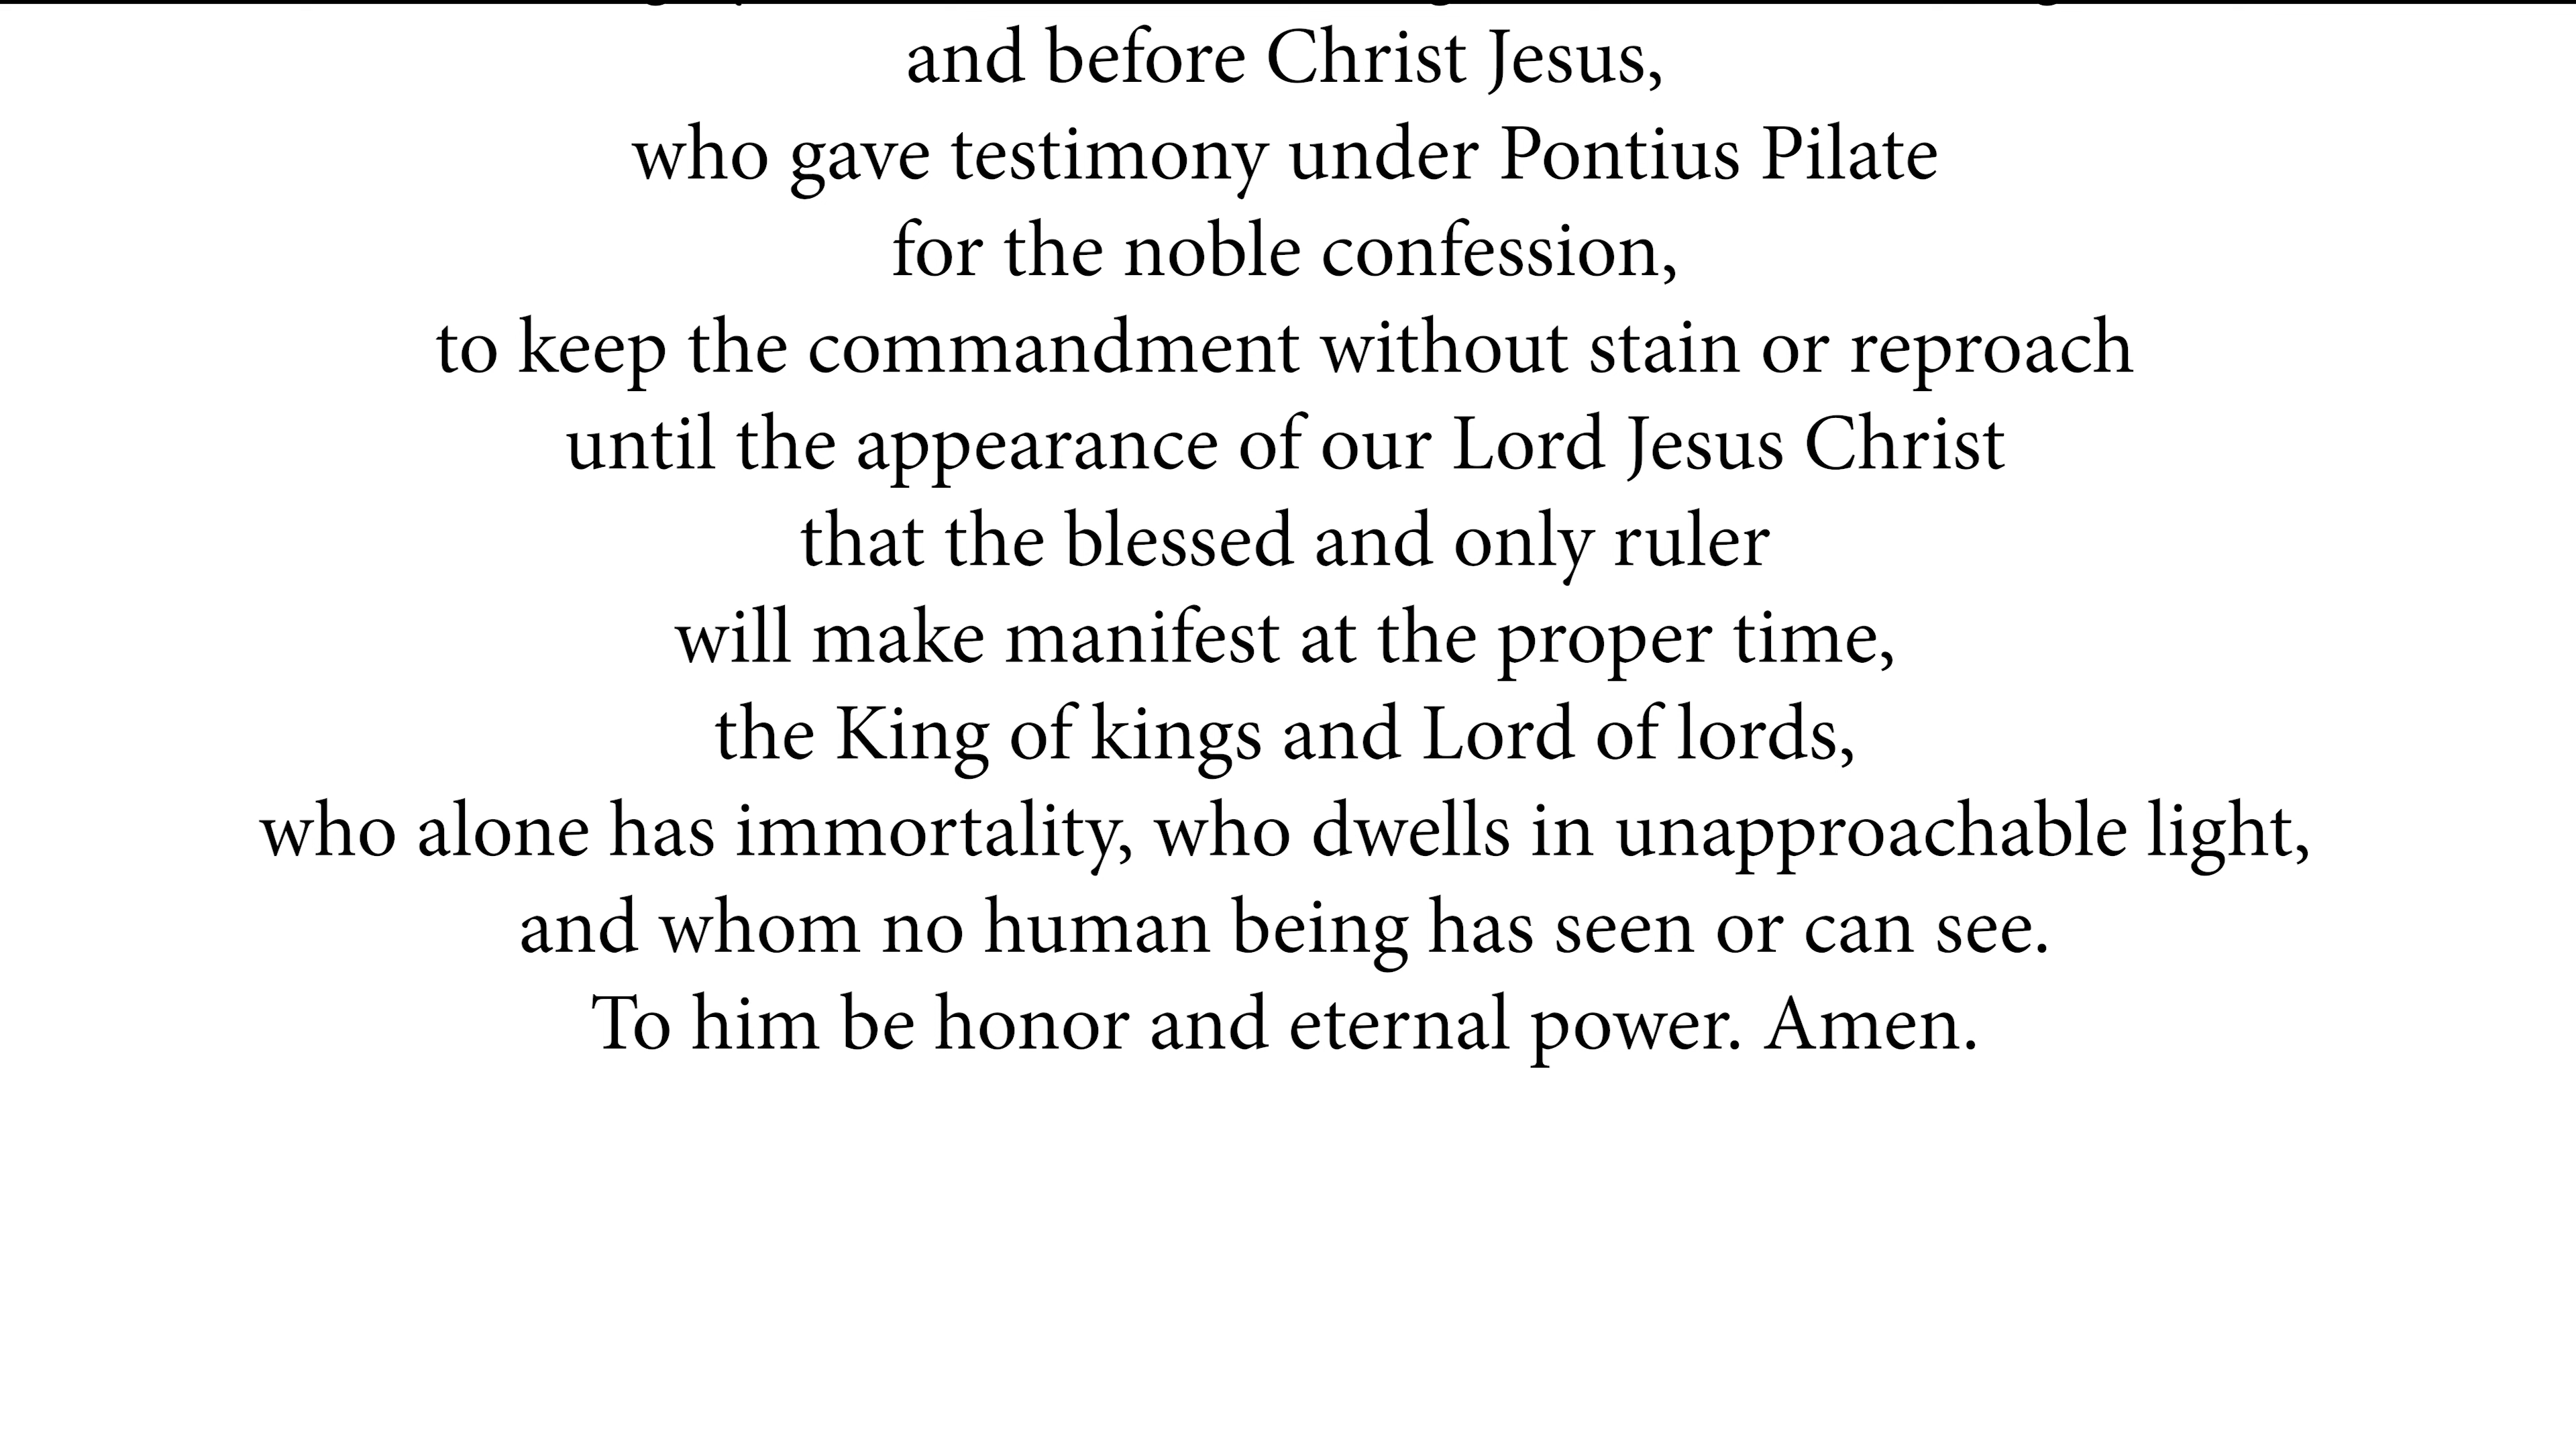 and before Christ Jesus,
who gave testimony under Pontius Pilate
for the noble confession,
to keep the commandment without stain or reproach
until the appearance of our Lord Jesus Christ
that the blessed and only ruler
will make manifest at the proper time,
the King of kings and Lord of lords,
who alone has immortality, who dwells in unapproachable light,
and whom no human being has seen or can see.
To him be honor and eternal power. Amen.